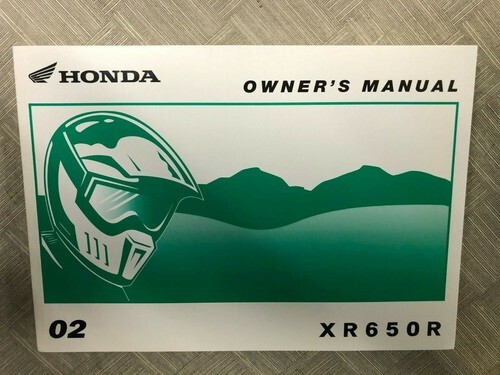 HONDA
OWNER'S MANUAL
02
XR650R